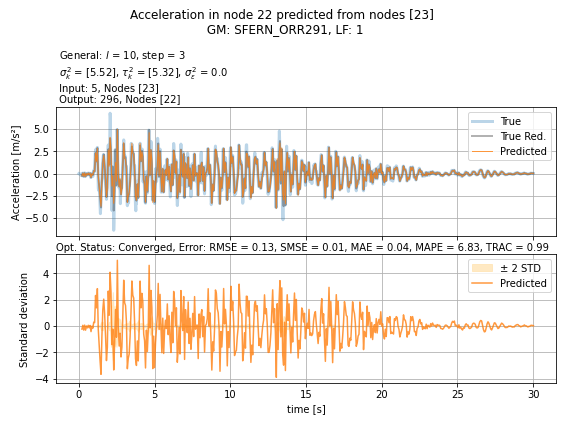 Acceleration in node 22 predicted from nodes [23]
GM: SFERN_ORR291, LF: 1
General: l = 10, step = 3
σ²ₖ = [5.52], τ²ₖ = [5.32], σ²ε = 0.0
Input: 5, Nodes [23]
Output: 296, Nodes [22]
Acceleration [m/s²]
5.0
2.5
0.0
−2.5
−5.0
True
True Red.
Predicted
Opt. Status: Converged, Error: RMSE = 0.13, SMSE = 0.01, MAE = 0.04, MAPE = 6.83, TRAC = 0.99
Standard deviation
4
2
0
−2
−4
± 2 STD
Predicted
0 5 10 15 20 25 30
time [s]